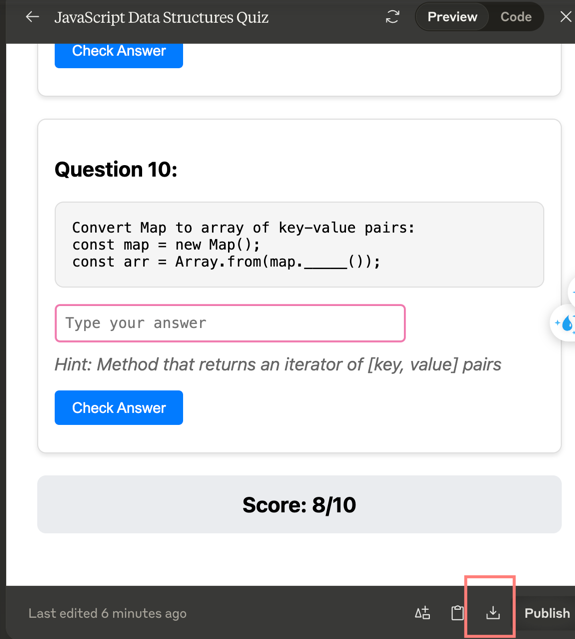 JavaScript Data Structures Quiz
Preview
Code
Check Answer
Question 10:
Convert Map to array of key-value pairs:
const map = new Map();
const arr = Array.from(map._____());
Type your answer
Hint: Method that returns an iterator of [key, value] pairs
Check Answer
Score: 8/10
Last edited 6 minutes ago
Publish